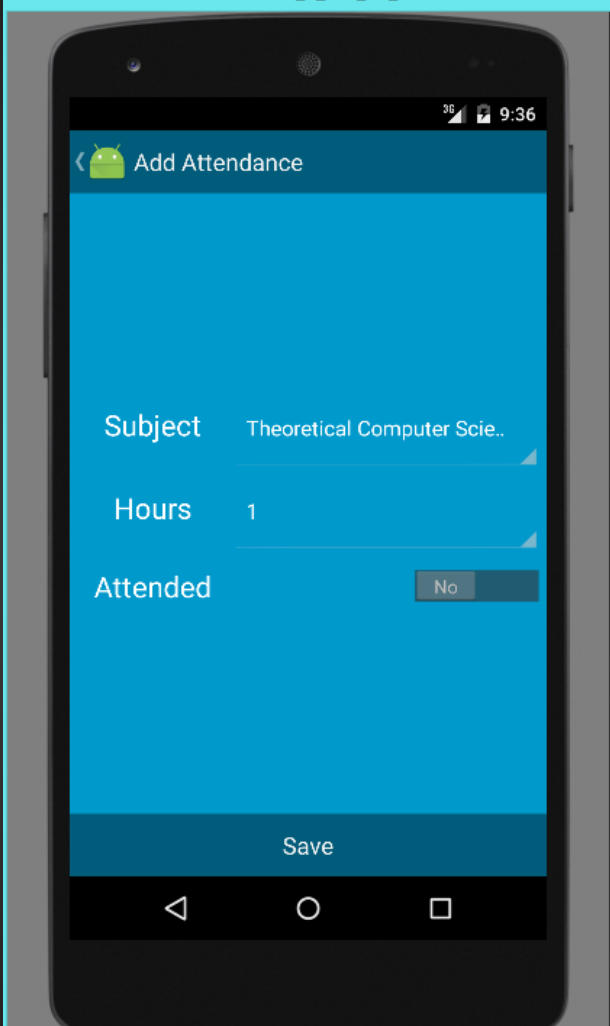 3G 9:36
Add Attendance
Subject Theoretical Computer Scie..
Hours 1
Attended No
Save